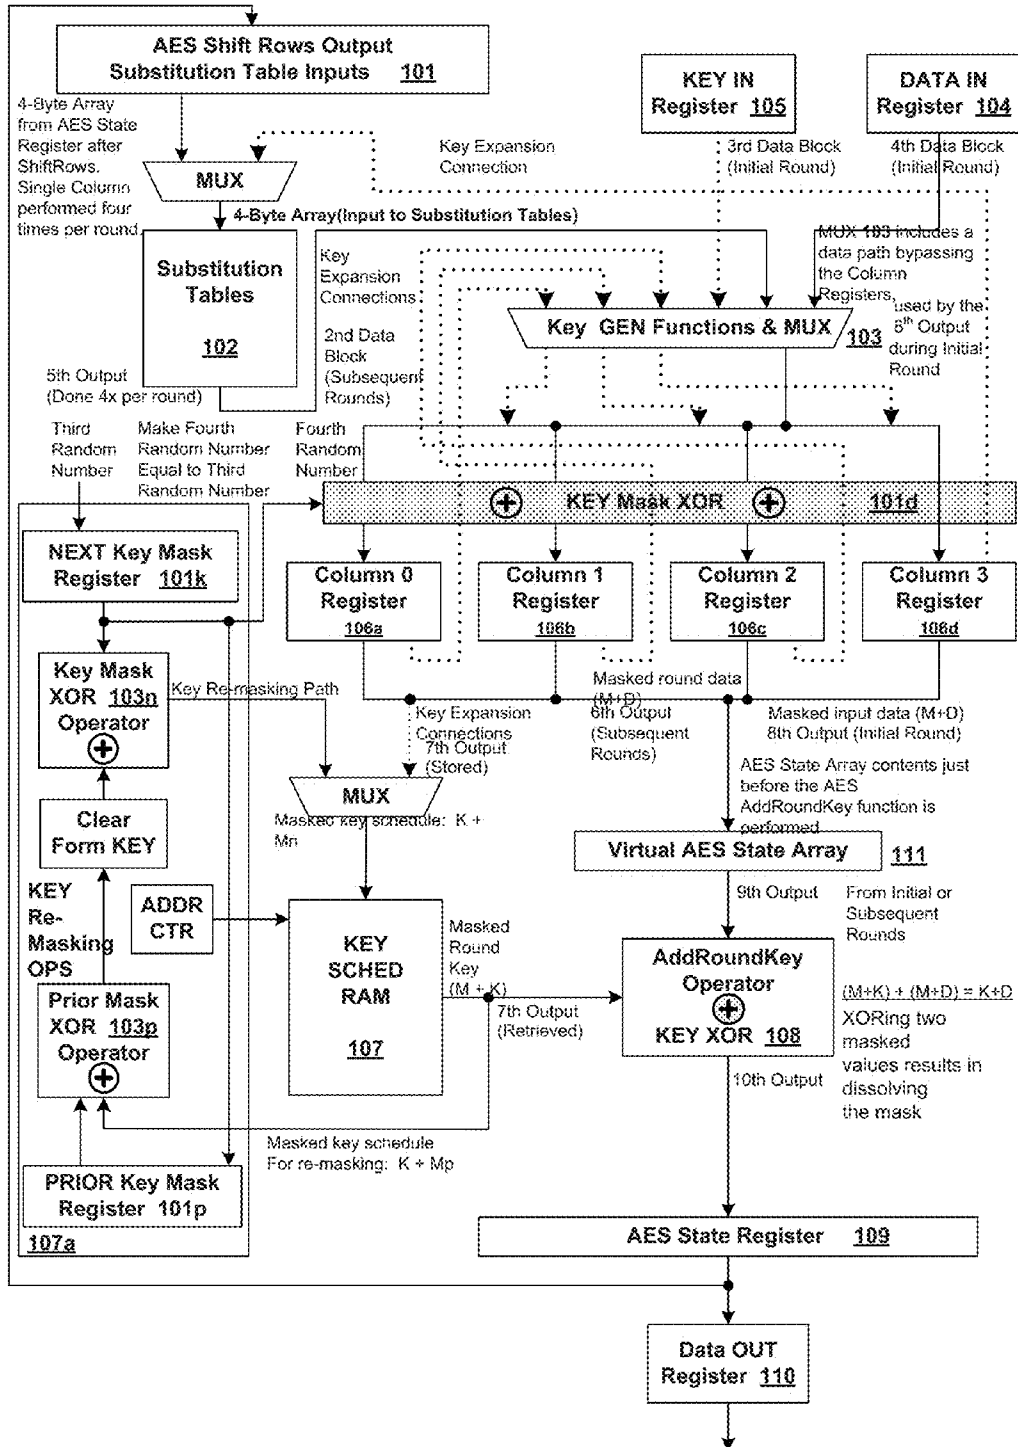 AES Shift Rows Output
Substitution Table Inputs 101
KEY IN
Register 105
DATA IN
Register 104
4-Byte Array
from AES State
Register after
ShiftRows.
Single Column
performed four
times per round.
MUX
Key Expansion
Connection
3rd Data Block
(Initial Round)
4th Data Block
(Initial Round)
4-Byte Array(Input to Substitution Tables)
Substitution
Tables
102
Key
Expansion
Connections
2nd Data
Block
(Subsequent
Rounds)
MUX 103 includes a
data path bypassing
the Column
Registers,
used by the
8th Output
during Initial
Round
Key GEN Functions & MUX
103
5th Output
(Done 4x per round)
Third
Random
Number
Make Fourth
Random Number
Equal to Third
Random Number
Fourth
Random
Number
KEY Mask XOR 101d
NEXT Key Mask
Register 101k
Column 0
Register
106a
Column 1
Register
106b
Column 2
Register
106c
Column 3
Register
106d
Key Mask
XOR 103n
Operator
Key Re-masking Path
Key Expansion
Connections
7th Output
(Stored)
Masked round data
(M+D)
6th Output
(Subsequent
Rounds)
Masked input data (M+D)
8th Output (Initial Round)
AES State Array contents just
before the AES
AddRoundKey function is
performed
MUX
Masked key schedule: K +
Mn
Clear
Form KEY
Virtual AES State Array
111
KEY
Re-
Masking
OPS
ADDR
CTR
KEY
SCHED
RAM
107
Masked
Round
Key
(M + K)
7th Output
(Retrieved)
9th Output
From Initial or
Subsequent
Rounds
AddRoundKey
Operator
KEY XOR 108
(M+K) + (M+D) = K+D
XORing two
masked
values results in
dissolving
the mask
Prior Mask
XOR 103p
Operator
10th Output
Masked key schedule
For re-masking: K + Mp
PRIOR Key Mask
Register 101p
107a
AES State Register 109
Data OUT
Register 110